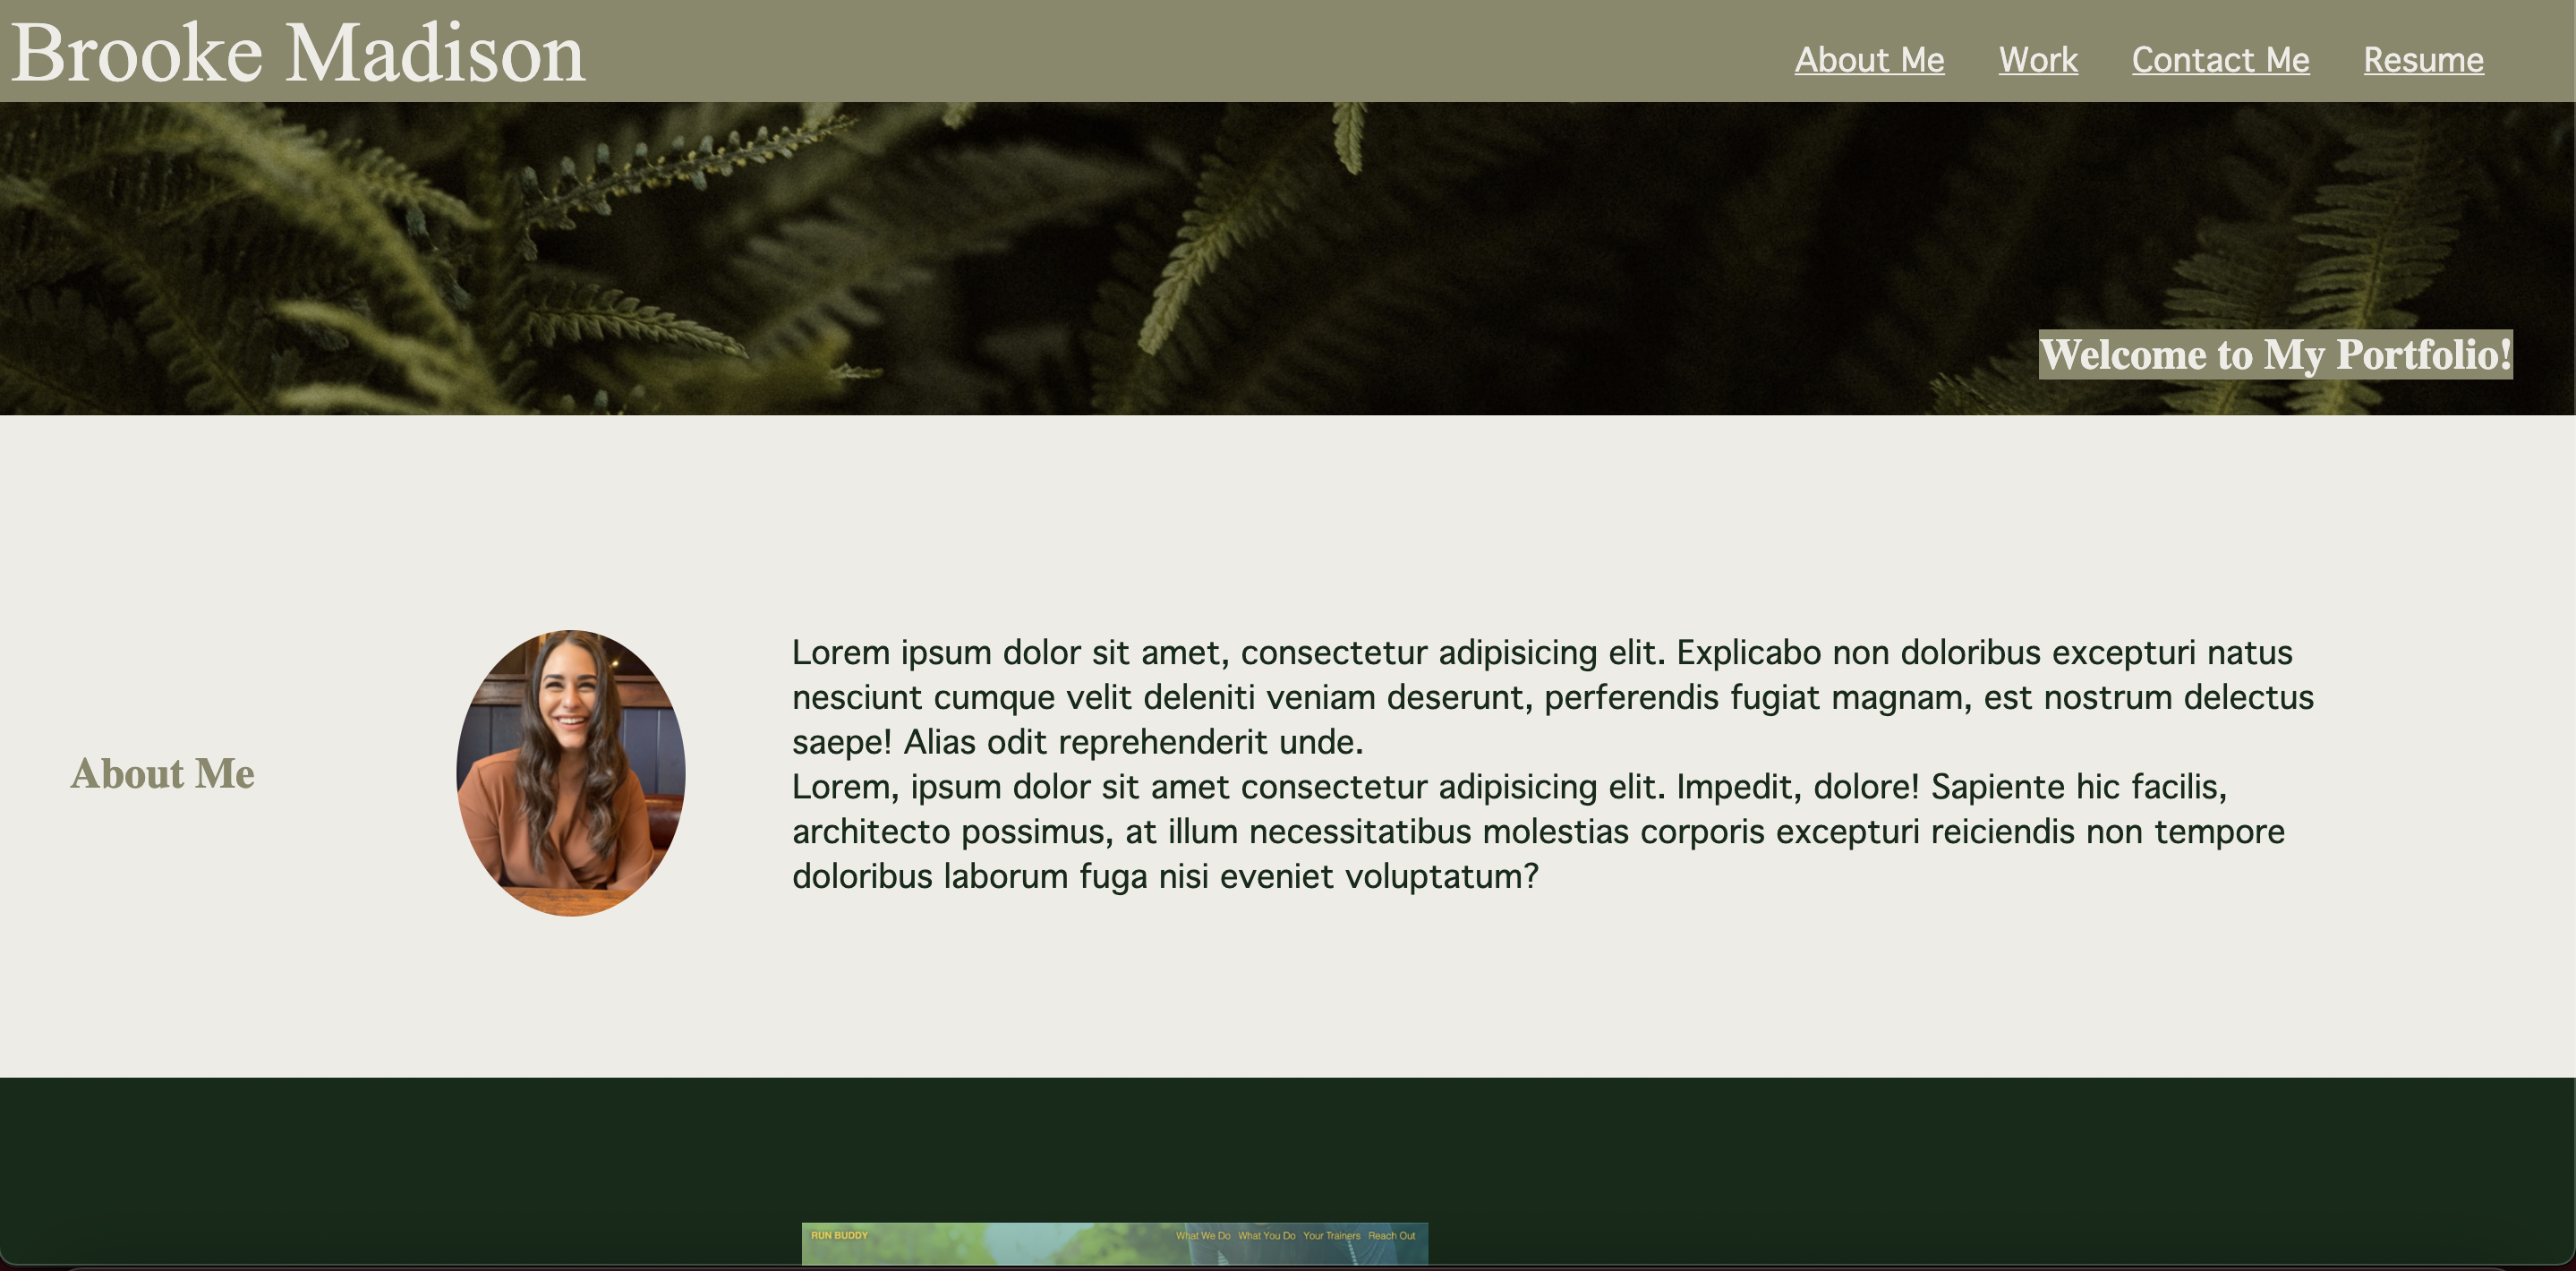 Brooke Madison
About Me Work Contact Me Resume
Welcome to My Portfolio!
About Me
Lorem ipsum dolor sit amet, consectetur adipisicing elit. Explicabo non doloribus excepturi natus
nesciunt cumque velit deleniti veniam deserunt, perferendis fugiat magnam, est nostrum delectus
saepe! Alias odit reprehenderit unde.
Lorem, ipsum dolor sit amet consectetur adipisicing elit. Impedit, dolore! Sapiente hic facilis,
architecto possimus, at illum necessitatibus molestias corporis excepturi reiciendis non tempore
doloribus laborum fuga nisi eveniet voluptatum?
RUN BUDDY
What We Do What You Do Your Trainers Reach Out